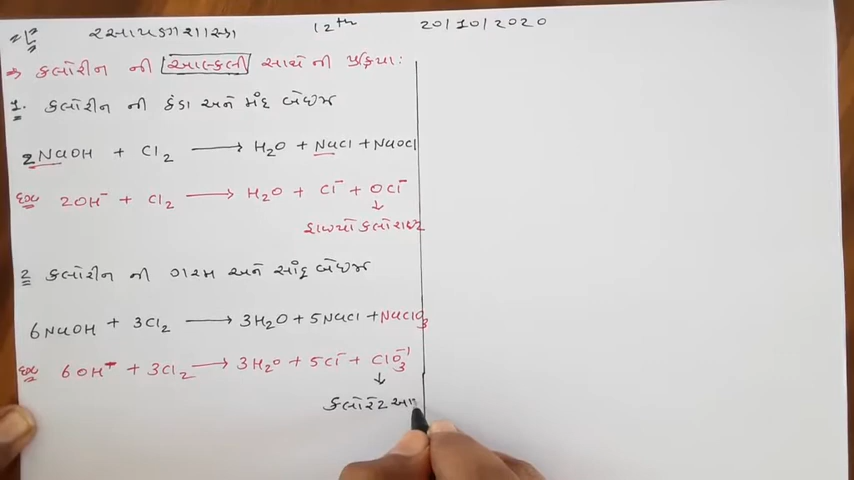 રસાયણશાસ્ત્ર 12th 20/10/2020
⇒ ક્લોરીન ની આલ્કલી સાથે ની પ્રક્રિયા:
1. ક્લોરીન ની ઠંડા અને મંદ બેઇઝ
2NaOH + Cl2 → H2O + NaCl + NaOCl
2OH⁻ + Cl2 → H2O + Cl⁻ + OCl⁻
↓
હાઇપોક્લોરાઇટ
2 ક્લોરીન ની ગરમ અને સાંદ્ર બેઇઝ
6NaOH + 3Cl2 → 3H2O + 5NaCl + NaClO3
6OH⁻ + 3Cl2 → 3H2O + 5Cl⁻ + ClO3⁻¹
↓
ક્લોરેટ આય